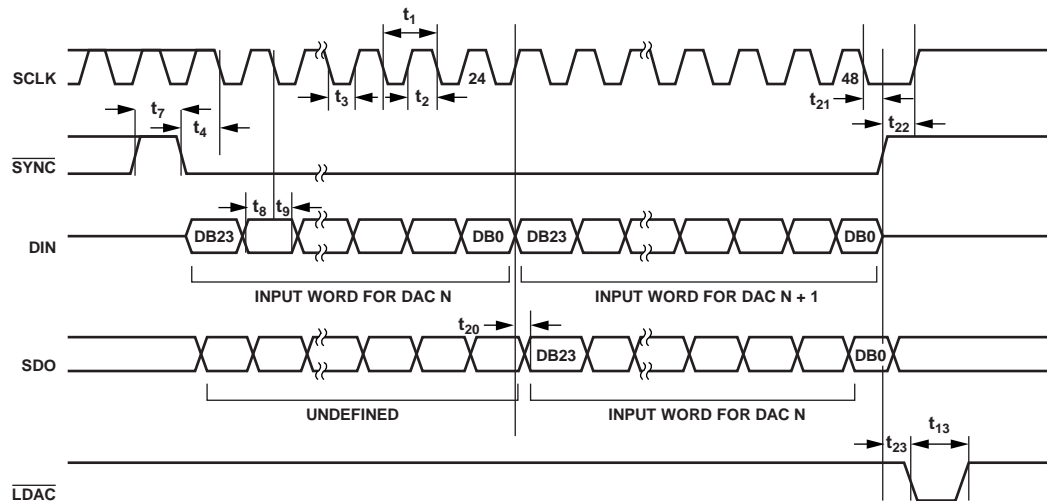 t1
SCLK
24
48
t3
t2
t21
t7
t4
t22
SYNC
t8
t9
DIN
DB23
DB0
DB23
DB0
INPUT WORD FOR DAC N
INPUT WORD FOR DAC N + 1
t20
SDO
DB23
DB0
UNDEFINED
INPUT WORD FOR DAC N
t23
t13
LDAC